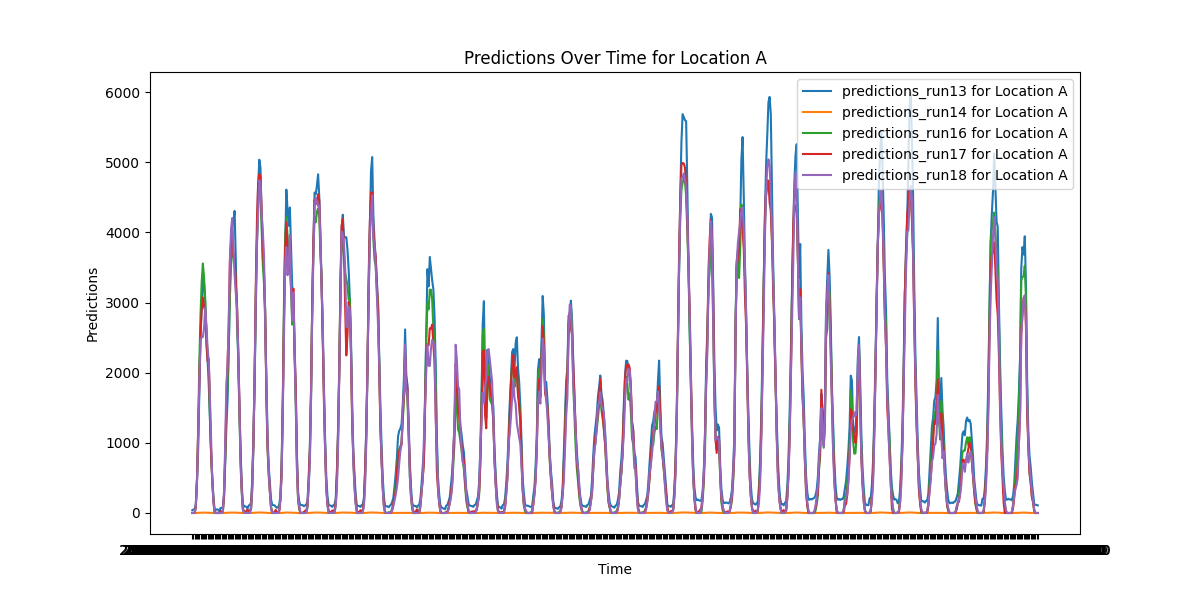 Predictions Over Time for Location A
predictions_run13 for Location A
predictions_run14 for Location A
predictions_run16 for Location A
predictions_run17 for Location A
predictions_run18 for Location A
6000
5000
4000
3000
2000
1000
0
Predictions
Time